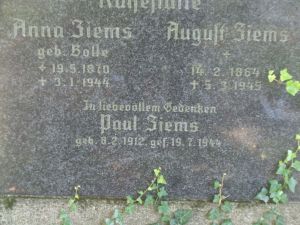 Ruhestätte
Anna Ziems August Ziems
geb. Bolle +
+ 19.5.1870 14.2.1864
+ 3.1.1944 + 5.3.1945
In liebevollem Gedenken
Paul Ziems
geb. 8.2.1912 gef. 19.7.1944